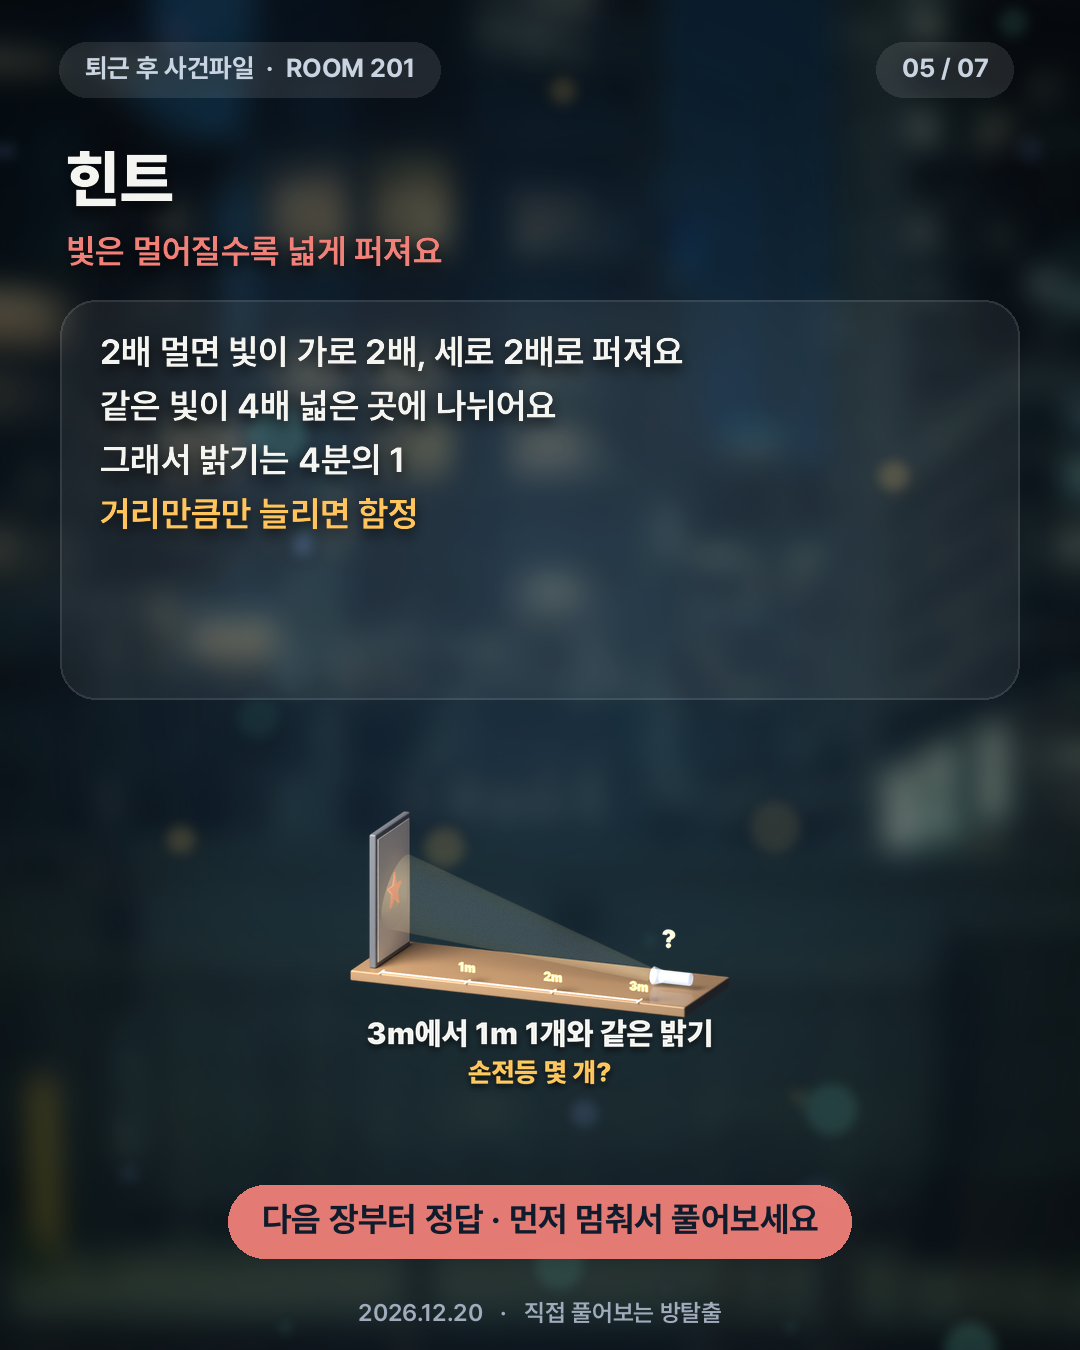 퇴근 후 사건파일 · ROOM 201
05 / 07
힌트
빛은 멀어질수록 넓게 퍼져요
2배 멀면 빛이 가로 2배, 세로 2배로 퍼져요
같은 빛이 4배 넓은 곳에 나뉘어요
그래서 밝기는 4분의 1
거리만큼만 늘리면 함정
?
1m
2m
3m
3m에서 1m 1개와 같은 밝기
손전등 몇 개?
다음 장부터 정답 · 먼저 멈춰서 풀어보세요
2026.12.20 · 직접 풀어보는 방탈출